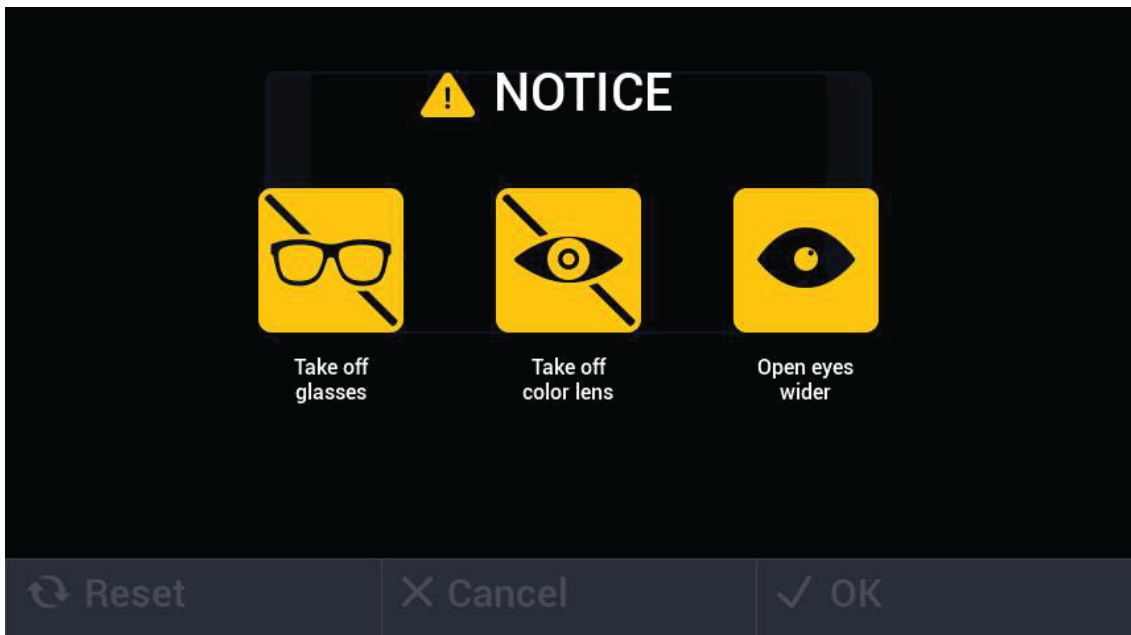 NOTICE
Take off
glasses
Take off
color lens
Open eyes
wider
Reset
Cancel
OK